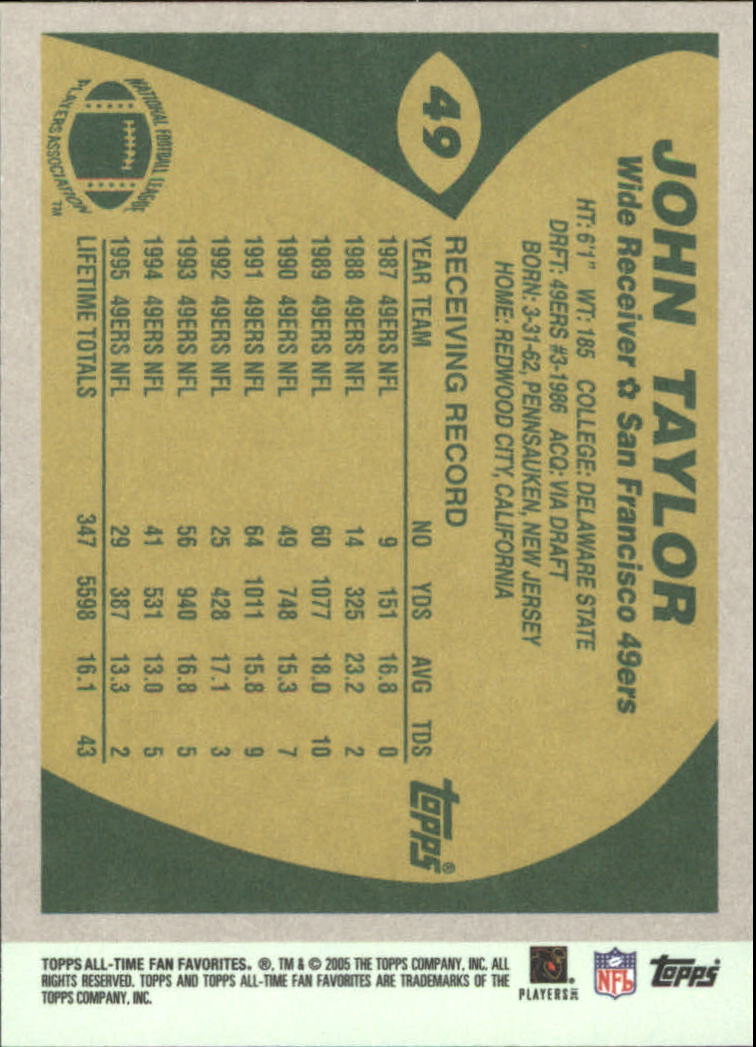 49
JOHN TAYLOR
Wide Receiver ✿ San Francisco 49ers
HT: 6'1" WT: 185 COLLEGE: DELAWARE STATE
DRFT: 49ERS #3-1986 ACQ: VIA DRAFT
BORN: 3-31-62, PENNSAUKEN, NEW JERSEY
HOME: REDWOOD CITY, CALIFORNIA
RECEIVING RECORD
YEAR TEAM NO YDS AVG TDS
1987 49ERS NFL 9 151 16.8 0
1988 49ERS NFL 14 325 23.2 2
1989 49ERS NFL 60 1077 18.0 10
1990 49ERS NFL 49 748 15.3 7
1991 49ERS NFL 64 1011 15.8 9
1992 49ERS NFL 25 428 17.1 3
1993 49ERS NFL 56 940 16.8 5
1994 49ERS NFL 41 531 13.0 5
1995 49ERS NFL 29 387 13.3 2
LIFETIME TOTALS 347 5598 16.1 43
NATIONAL FOOTBALL LEAGUE
PLAYERS ASSOCIATION ™
topps®
TOPPS ALL-TIME FAN FAVORITES. ®, TM & © 2005 THE TOPPS COMPANY, INC. ALL
RIGHTS RESERVED. TOPPS AND TOPPS ALL-TIME FAN FAVORITES ARE TRADEMARKS OF THE
TOPPS COMPANY, INC.
PLAYERS INC
NFL
topps